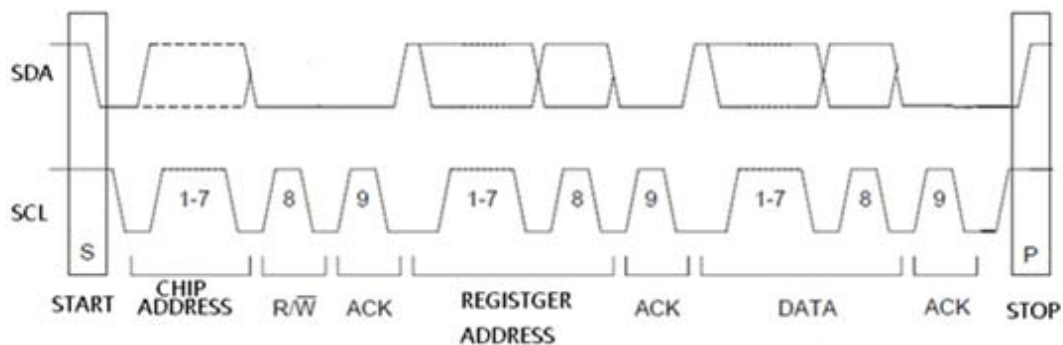 SDA
SCL
1-7 8 9 1-7 8 9 1-7 8 9
S P
START CHIP ADDRESS R/W̅ ACK REGISTGER ADDRESS ACK DATA ACK STOP